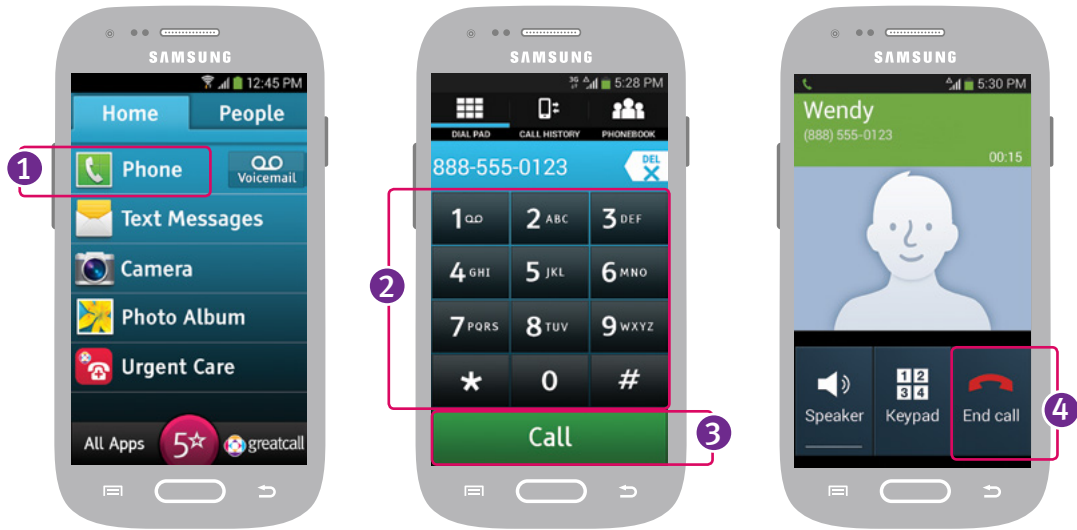 SAMSUNG
12:45 PM
Home People
1
Phone
Voicemail
Text Messages
Camera
Photo Album
Urgent Care
All Apps 5☆ greatcall
SAMSUNG
3G 5:28 PM
DIAL PAD CALL HISTORY PHONEBOOK
888-555-0123 DEL
2
1 2 ABC 3 DEF
4 GHI 5 JKL 6 MNO
7 PQRS 8 TUV 9 WXYZ
* 0 #
Call
3
SAMSUNG
5:30 PM
Wendy
(888) 555-0123
00:15
1 2
3 4
Speaker Keypad End call
4